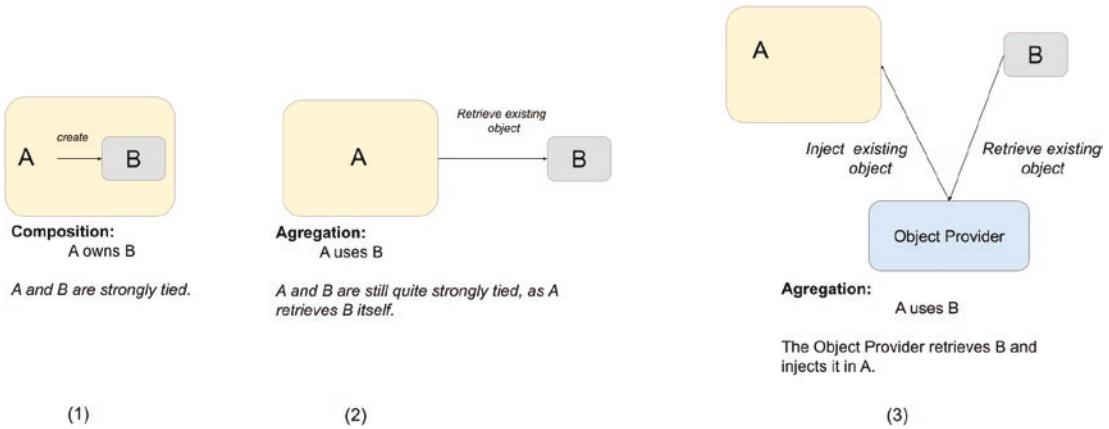 A
create
B
Composition:
A owns B
A and B are strongly tied.
(1)
A
Retrieve existing
object
B
Agregation:
A uses B
A and B are still quite strongly tied, as A
retrieves B itself.
(2)
A
B
Inject existing
object
Retrieve existing
object
Object Provider
Agregation:
A uses B
The Object Provider retrieves B and
injects it in A.
(3)